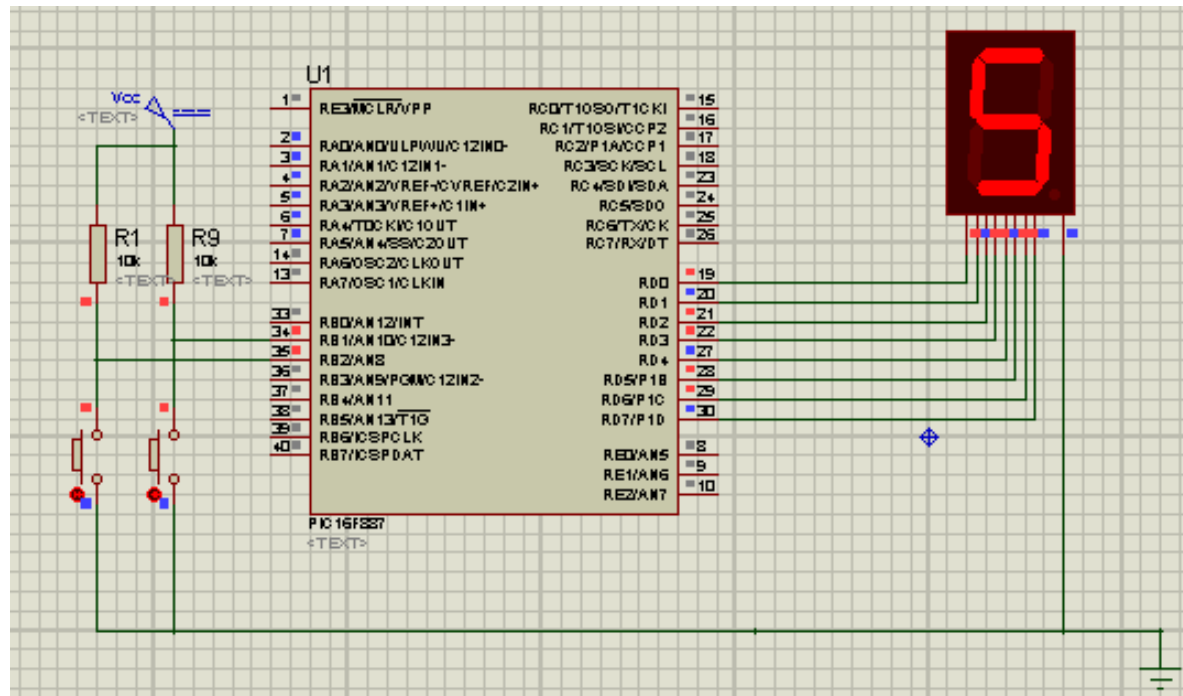 U1
Vcc
<TEXT>
R1
10k
<TEXT>
R9
10k
<TEXT>
1 RE3/MCLR/VPP
2 RA0/AN0/ULPWU/C12IN0-
3 RA1/AN1/C12IN1-
4 RA2/AN2/VREF-/CVREF/C2IN+
5 RA3/AN3/VREF+/C1IN+
6 RA4/T0CKI/C1OUT
7 RA5/AN4/SS/C2OUT
14 RA6/OSC2/CLKOUT
13 RA7/OSC1/CLKIN
33 RB0/AN12/INT
34 RB1/AN10/C12IN3-
35 RB2/AN8
36 RB3/AN9/PGM/C12IN2-
37 RB4/AN11
38 RB5/AN13/T1G
39 RB6/ICSPCLK
40 RB7/ICSPDAT
RC0/T1OSO/T1CKI 15
RC1/T1OSI/CCP2 16
RC2/P1A/CCP1 17
RC3/SCK/SCL 18
RC4/SDI/SDA 23
RC5/SDO 24
RC6/TX/CK 25
RC7/RX/DT 26
RD0 19
RD1 20
RD2 21
RD3 22
RD4 27
RD5/P1B 28
RD6/P1C 29
RD7/P1D 30
RE0/AN5 8
RE1/AN6 9
RE2/AN7 10
PIC16F887
<TEXT>
5